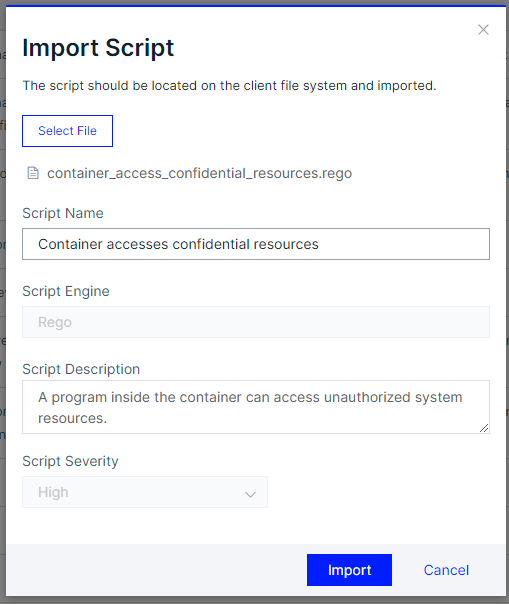 Import Script
The script should be located on the client file system and imported.
Select File
container_access_confidential_resources.rego
Script Name
Container accesses confidential resources
Script Engine
Rego
Script Description
A program inside the container can access unauthorized system
resources.
Script Severity
High
Import
Cancel